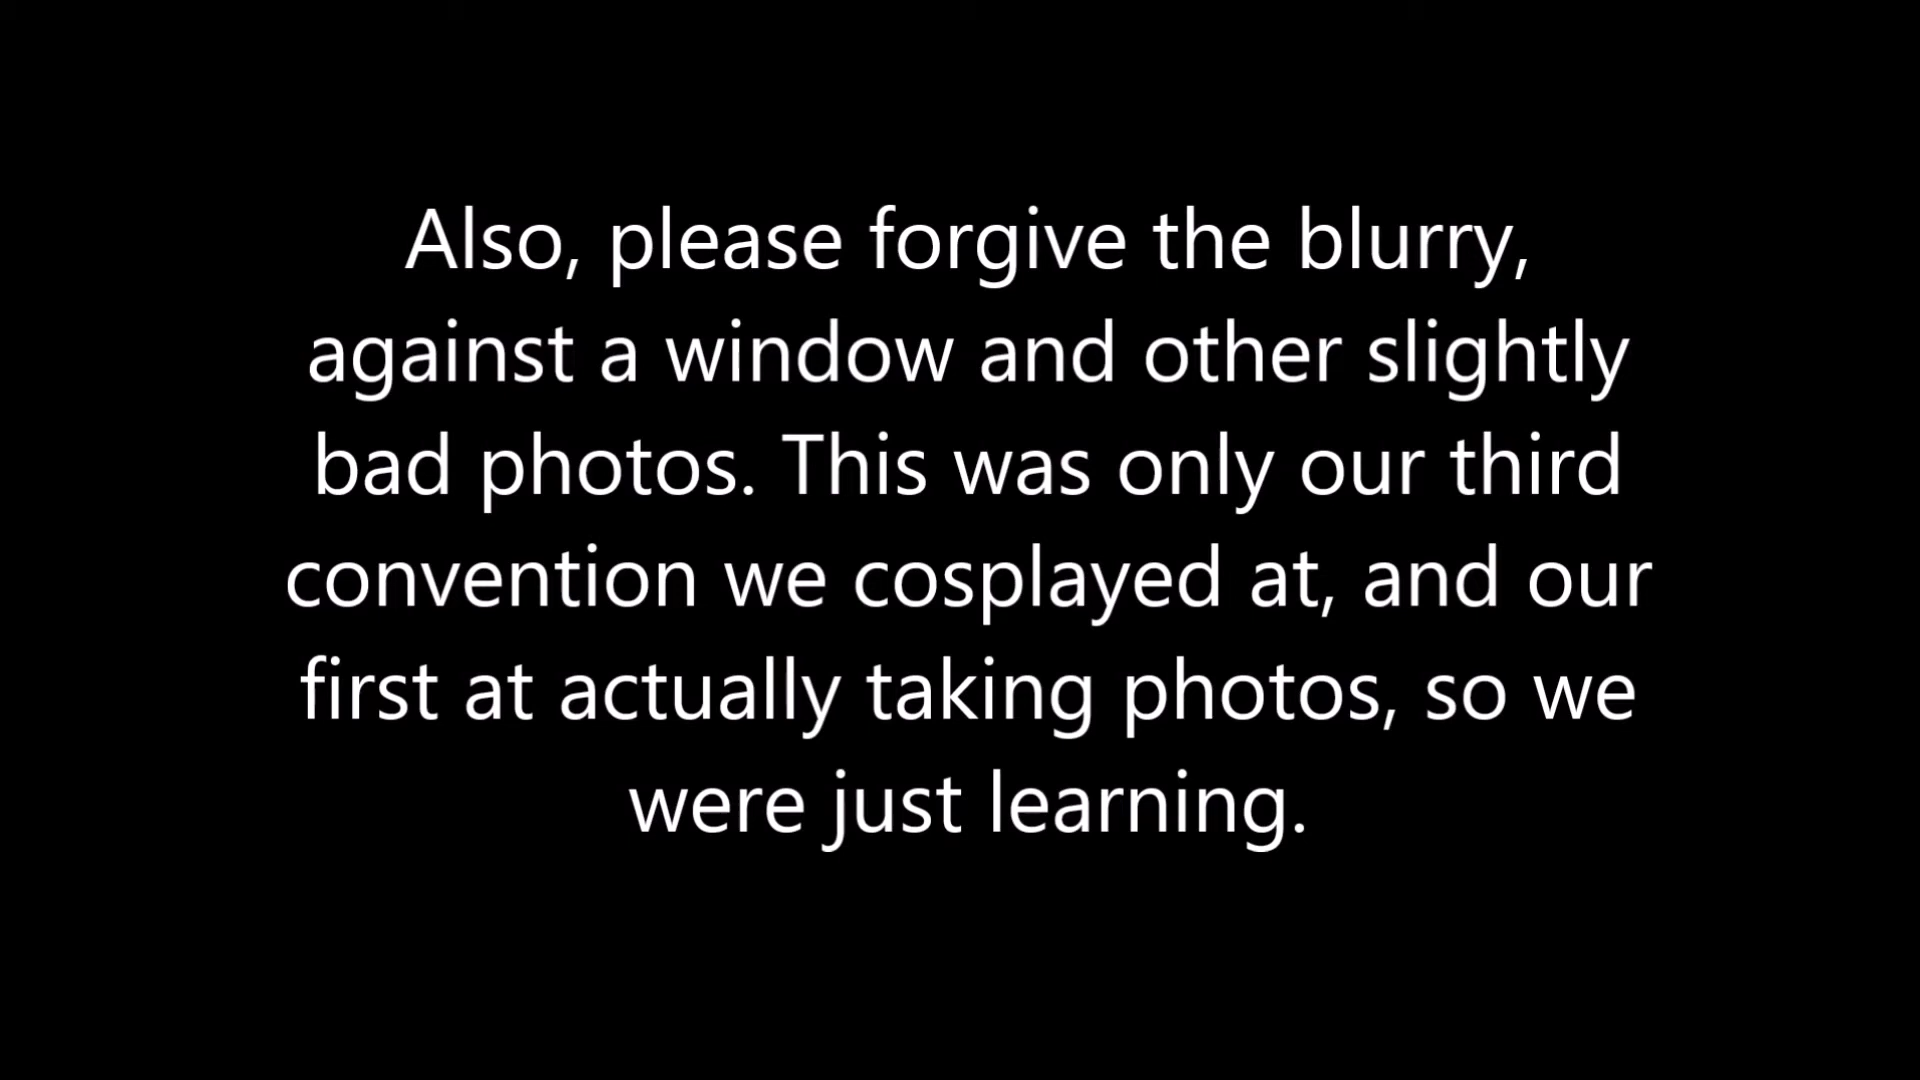 Also, please forgive the blurry,
against a window and other slightly
bad photos. This was only our third
convention we cosplayed at, and our
first at actually taking photos, so we
were just learning.